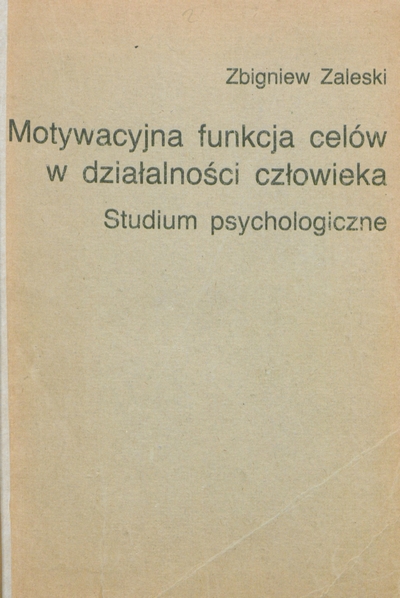 Zbigniew Zaleski
Motywacyjna funkcja celów
w działalności człowieka
Studium psychologiczne